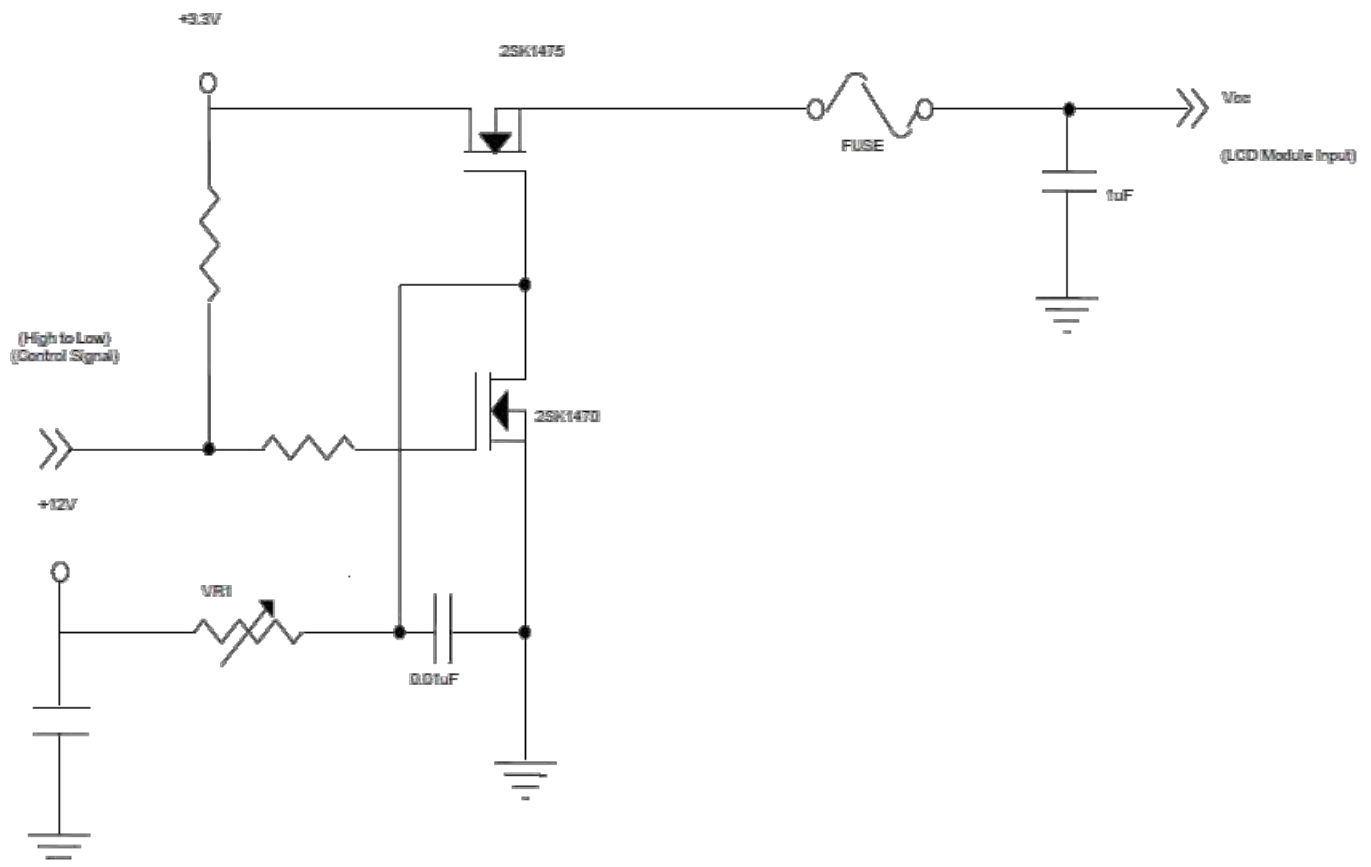 +3.3V
2SK1475
FUSE
Vcc
(LCD Module Input)
1uF
(High to Low)
(Control Signal)
2SK1470
+12V
VR1
0.01uF